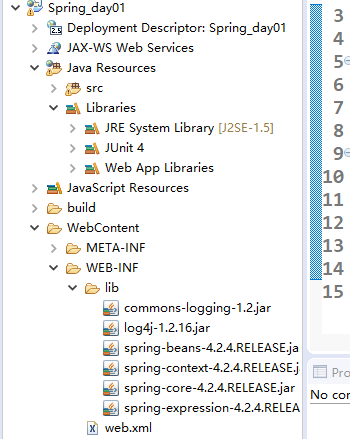 Spring_day01
Deployment Descriptor: Spring_day01
JAX-WS Web Services
Java Resources
src
Libraries
JRE System Library [J2SE-1.5]
JUnit 4
Web App Libraries
JavaScript Resources
build
WebContent
META-INF
WEB-INF
lib
commons-logging-1.2.jar
log4j-1.2.16.jar
spring-beans-4.2.4.RELEASE.ja
spring-context-4.2.4.RELEASE.j
spring-core-4.2.4.RELEASE.jar
spring-expression-4.2.4.RELEA
web.xml
3
4
5
6
7
8
9
10
11
12
13
14
15
Pro
No con